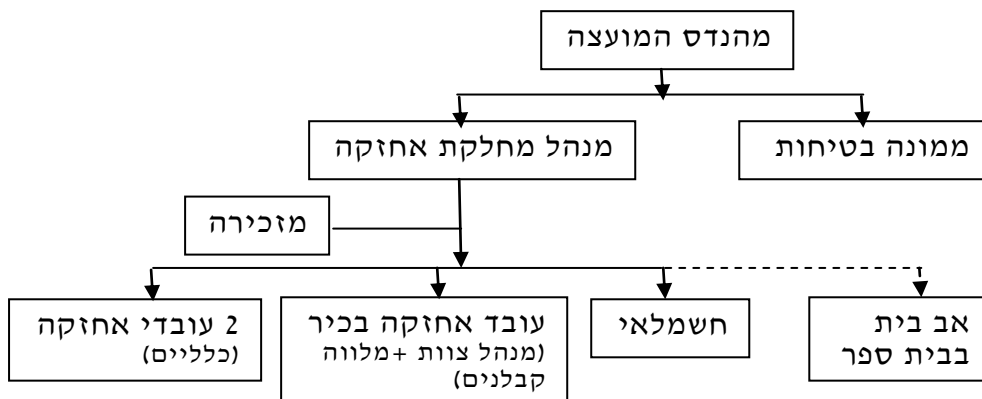 מהנדס המועצה
ממונה בטיחות
מנהל מחלקת אחזקה
מזכירה
אב בית
בבית ספר
חשמלאי
עובד אחזקה בכיר
(מנהל צוות +מלווה
קבלנים)
2 עובדי אחזקה
(כלליים)